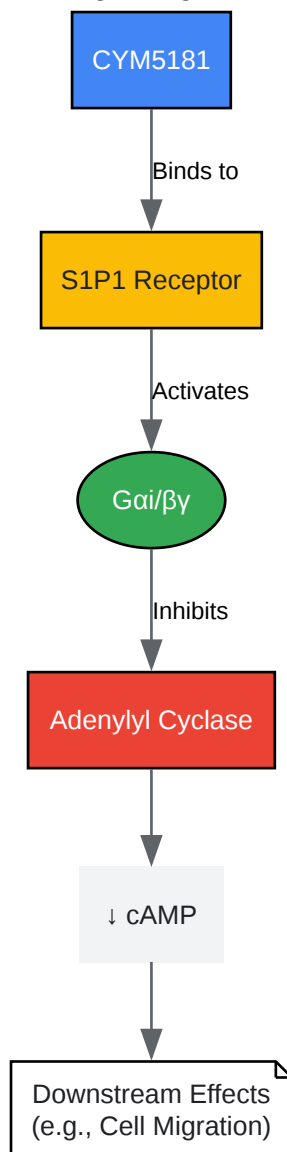 CYM5181
Binds to
S1P1 Receptor
Activates
Gαi/βγ
Inhibits
Adenylyl Cyclase
↓ cAMP
Downstream Effects
(e.g., Cell Migration)